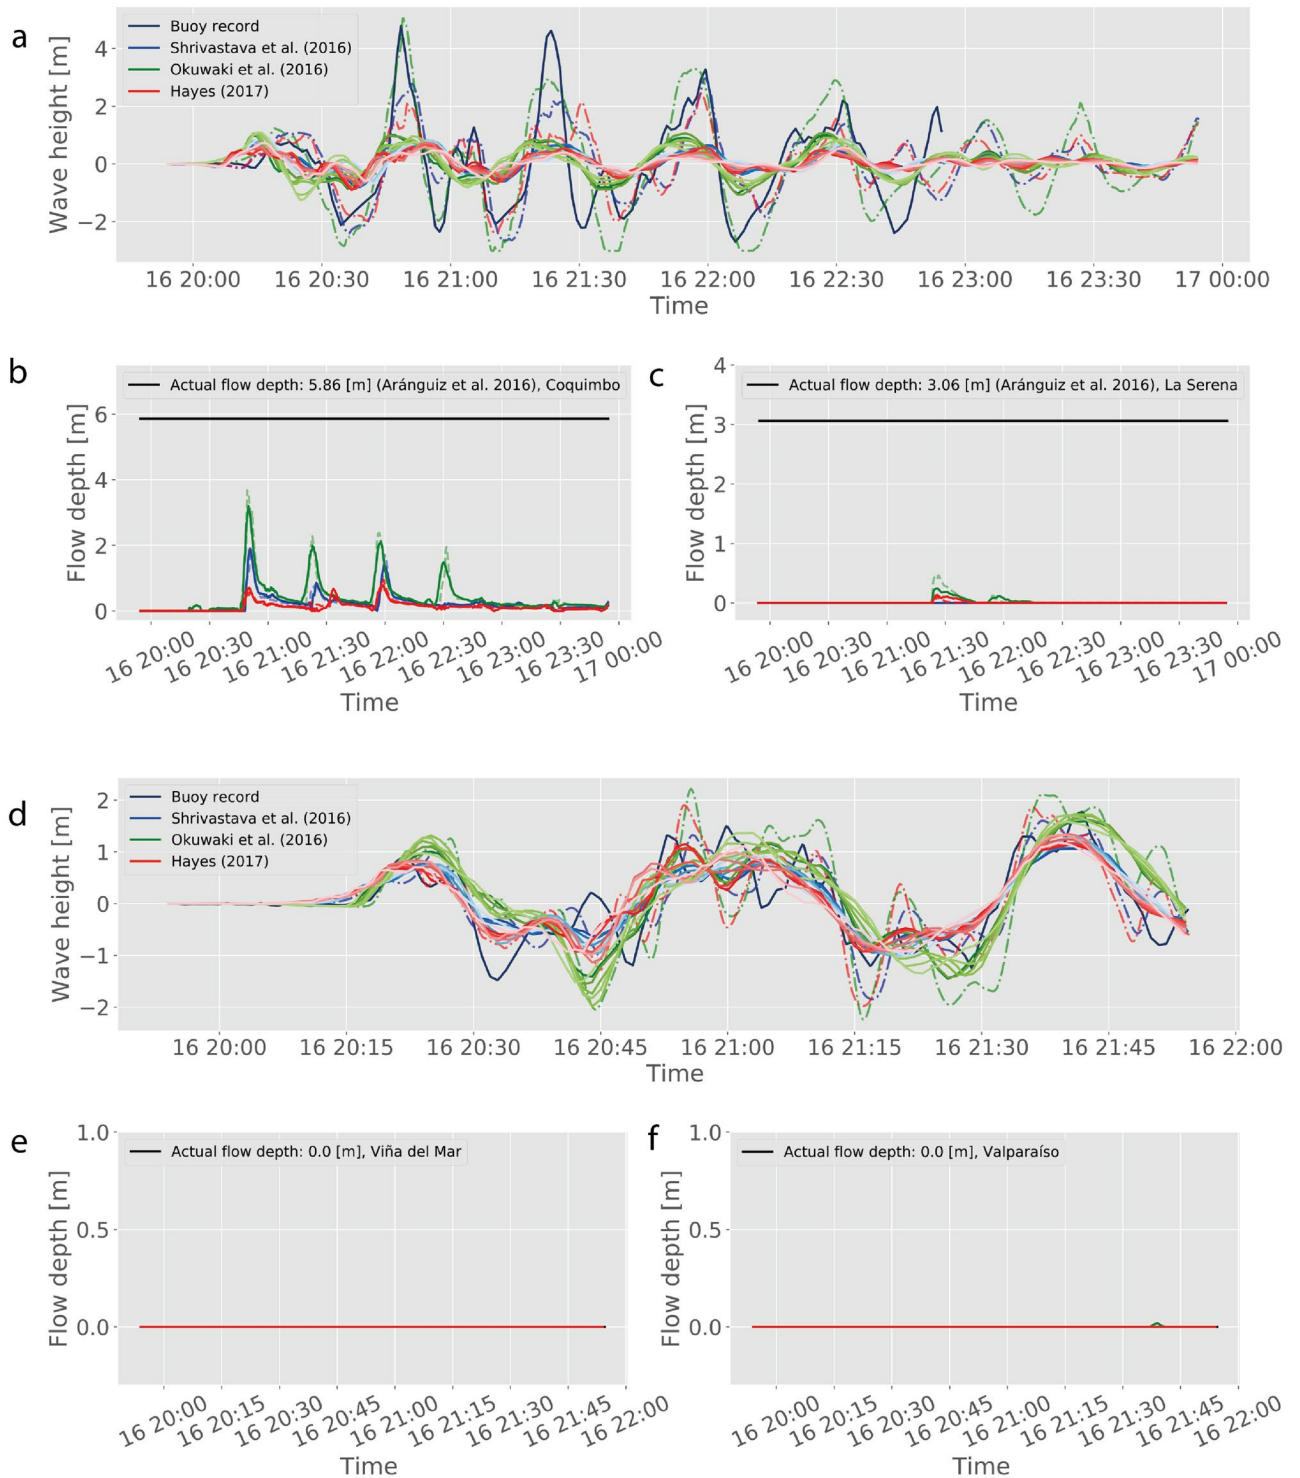 a
Wave height [m]
Buoy record
Shrivastava et al. (2016)
Okuwaki et al. (2016)
Hayes (2017)
4
2
0
−2
16 20:00 16 20:30 16 21:00 16 21:30 16 22:00 16 22:30 16 23:00 16 23:30 17 00:00
Time
b
Flow depth [m]
Actual flow depth: 5.86 [m] (Aránguiz et al. 2016), Coquimbo
6
4
2
0
16 20:00 16 20:30 16 21:00 16 21:30 16 22:00 16 22:30 16 23:00 16 23:30 17 00:00
Time
c
Flow depth [m]
Actual flow depth: 3.06 [m] (Aránguiz et al. 2016), La Serena
4
3
2
1
0
16 20:00 16 20:30 16 21:00 16 21:30 16 22:00 16 22:30 16 23:00 16 23:30 17 00:00
Time
d
Wave height [m]
Buoy record
Shrivastava et al. (2016)
Okuwaki et al. (2016)
Hayes (2017)
2
1
0
−1
−2
16 20:00 16 20:15 16 20:30 16 20:45 16 21:00 16 21:15 16 21:30 16 21:45 16 22:00
Time
e
Flow depth [m]
Actual flow depth: 0.0 [m], Viña del Mar
1.0
0.5
0.0
16 20:00 16 20:15 16 20:30 16 20:45 16 21:00 16 21:15 16 21:30 16 21:45 16 22:00
Time
f
Flow depth [m]
Actual flow depth: 0.0 [m], Valparaíso
1.0
0.5
0.0
16 20:00 16 20:15 16 20:30 16 20:45 16 21:00 16 21:15 16 21:30 16 21:45 16 22:00
Time